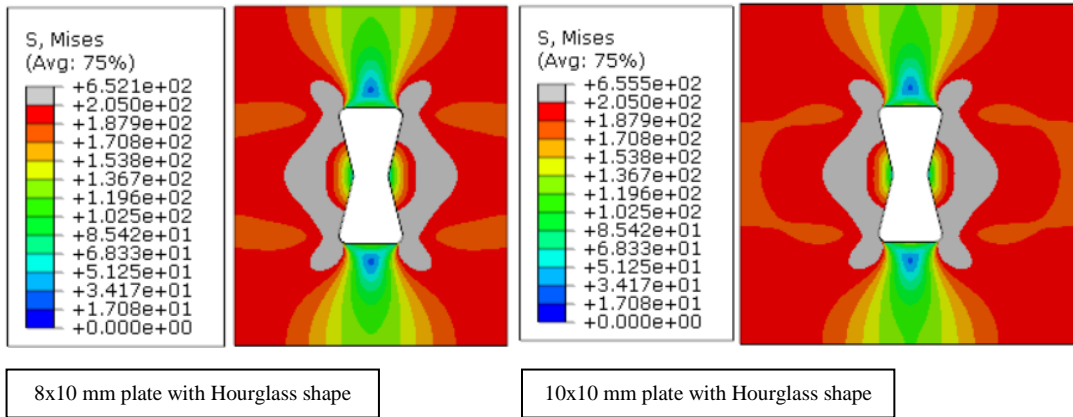 S, Mises
(Avg: 75%)
+6.521e+02
+2.050e+02
+1.879e+02
+1.708e+02
+1.538e+02
+1.367e+02
+1.196e+02
+1.025e+02
+8.542e+01
+6.833e+01
+5.125e+01
+3.417e+01
+1.708e+01
+0.000e+00
S, Mises
(Avg: 75%)
+6.555e+02
+2.050e+02
+1.879e+02
+1.708e+02
+1.538e+02
+1.367e+02
+1.196e+02
+1.025e+02
+8.542e+01
+6.833e+01
+5.125e+01
+3.417e+01
+1.708e+01
+0.000e+00
8x10 mm plate with Hourglass shape
10x10 mm plate with Hourglass shape